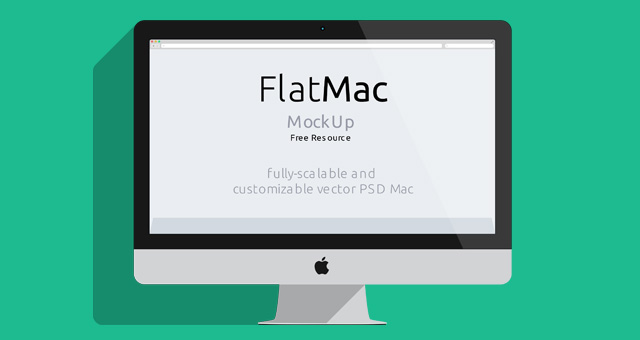 FlatMac
MockUp
Free Resource
fully-scalable and
customizable vector PSD Mac